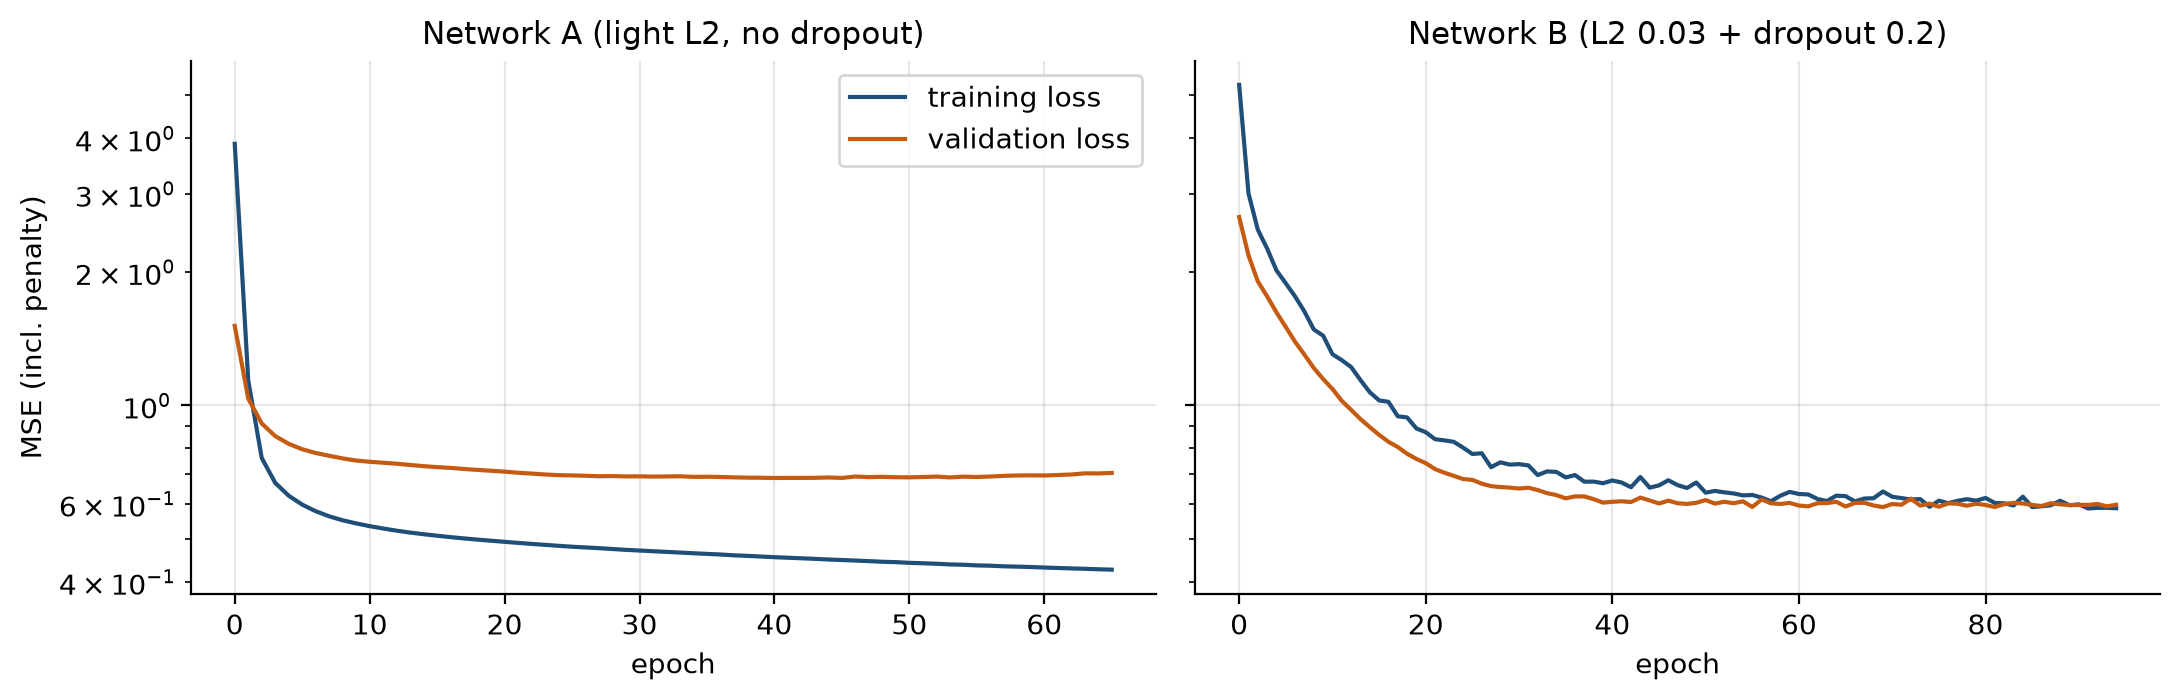 Network A (light L2, no dropout)
MSE (incl. penalty)
4 × 10⁰
3 × 10⁰
2 × 10⁰
10⁰
6 × 10⁻¹
4 × 10⁻¹
training loss
validation loss
0 10 20 30 40 50 60
epoch
Network B (L2 0.03 + dropout 0.2)
0 20 40 60 80
epoch